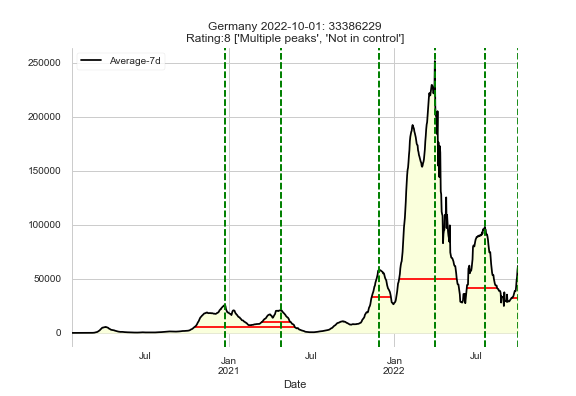 Germany 2022-10-01: 33386229
Rating:8 ['Multiple peaks', 'Not in control']
Average-7d
250000
200000
150000
100000
50000
0
Jul
Jan
2021
Jul
Jan
2022
Jul
Date